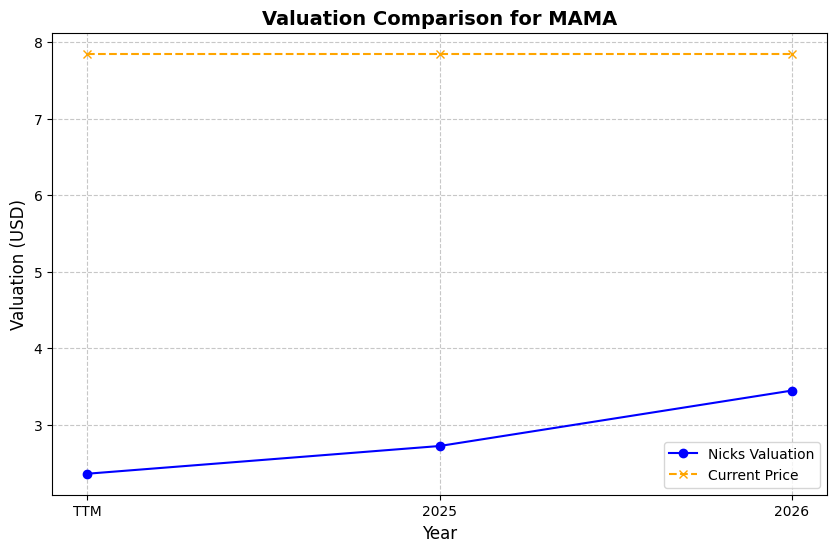 Valuation Comparison for MAMA
Valuation (USD)
8
7
6
5
4
3
TTM
2025
2026
Year
Nicks Valuation
Current Price